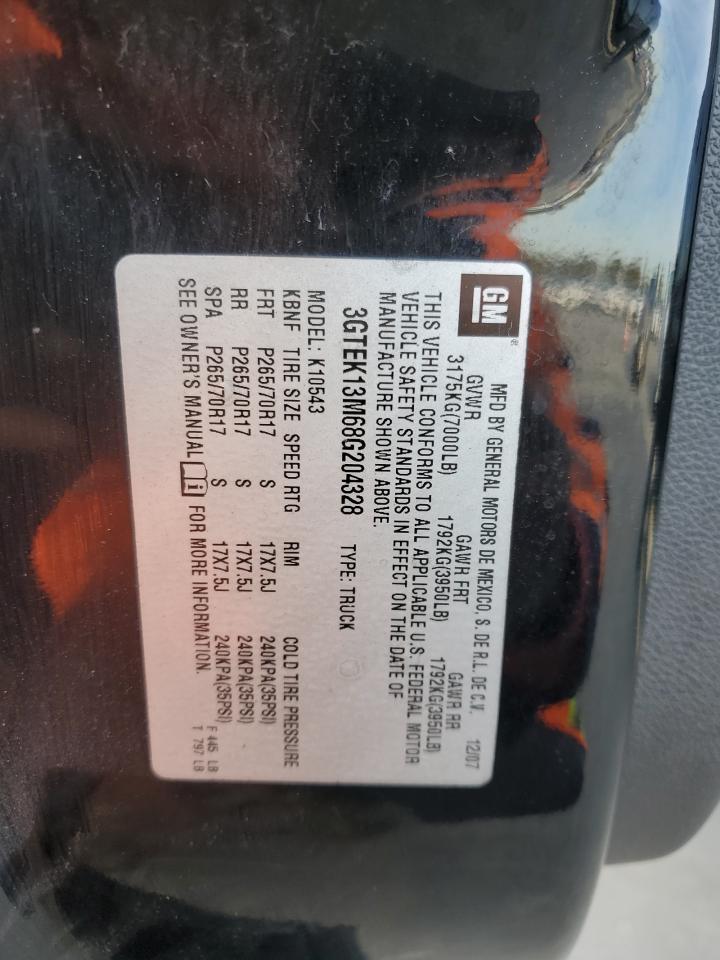 GM®
MFD BY GENERAL MOTORS DE MEXICO, S. DE R.L. DE C.V. 12/07
GVWR GAWR FRT GAWR RR
3175KG(7000LB) 1792KG(3950LB) 1792KG(3950LB)
THIS VEHICLE CONFORMS TO ALL APPLICABLE U.S. FEDERAL MOTOR
VEHICLE SAFETY STANDARDS IN EFFECT ON THE DATE OF
MANUFACTURE SHOWN ABOVE.
3GTEK13M68G204328 TYPE: TRUCK
MODEL: K10543
KBNF TIRE SIZE SPEED RTG RIM COLD TIRE PRESSURE
FRT P265/70R17 S 17X7.5J 240KPA(35PSI)
RR P265/70R17 S 17X7.5J 240KPA(35PSI)
SPA P265/70R17 S 17X7.5J 240KPA(35PSI)
SEE OWNER'S MANUAL i FOR MORE INFORMATION.
F 445 LB
T 797 LB